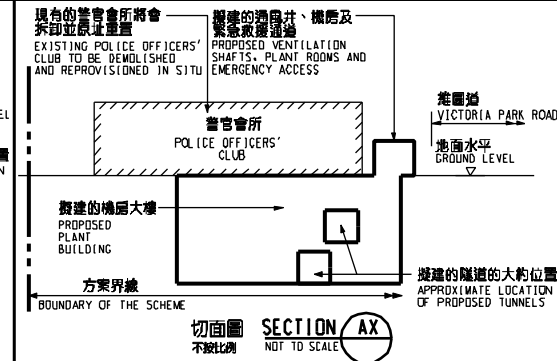 現有的警官會所將會
拆卸並原址重置
EXISTING POLICE OFFICERS'
CLUB TO BE DEMOLISHED
AND REPROVISIONED IN SITU
擬建的通風井、機房及
緊急救援通道
PROPOSED VENTILATION
SHAFTS, PLANT ROOMS AND
EMERGENCY ACCESS
維園道
VICTORIA PARK ROAD
地面水平
GROUND LEVEL
警官會所
POLICE OFFICERS'
CLUB
擬建的機房大樓
PROPOSED
PLANT
BUILDING
擬建的隧道的大約位置
APPROXIMATE LOCATION
OF PROPOSED TUNNELS
方案界線
BOUNDARY OF THE SCHEME
切面圖 SECTION AX
不按比例 NOT TO SCALE